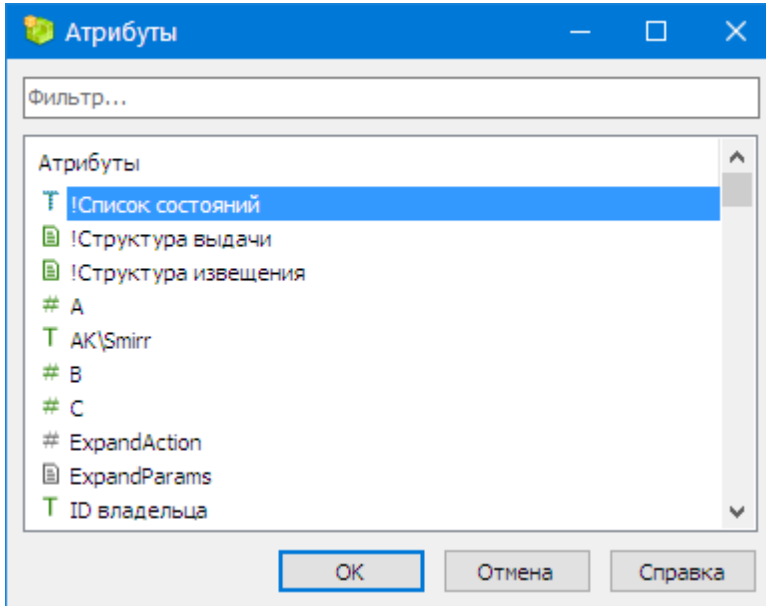 Атрибуты
Фильтр...
Атрибуты
!Список состояний
!Структура выдачи
!Структура извещения
# A
T AK\Smirr
# B
# C
# ExpandAction
ExpandParams
T ID владельца
OK Отмена Справка